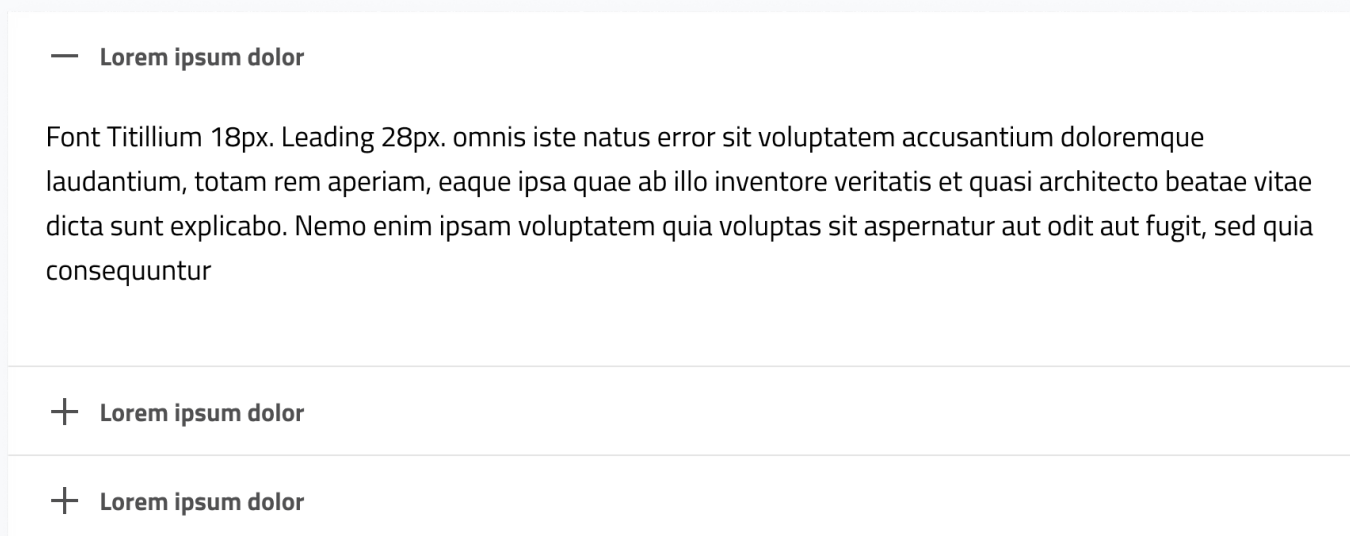 Lorem ipsum dolor
Font Titillium 18px. Leading 28px. omnis iste natus error sit voluptatem accusantium doloremque
laudantium, totam rem aperiam, eaque ipsa quae ab illo inventore veritatis et quasi architecto beatae vitae
dicta sunt explicabo. Nemo enim ipsam voluptatem quia voluptas sit aspernatur aut odit aut fugit, sed quia
consequuntur
Lorem ipsum dolor
Lorem ipsum dolor